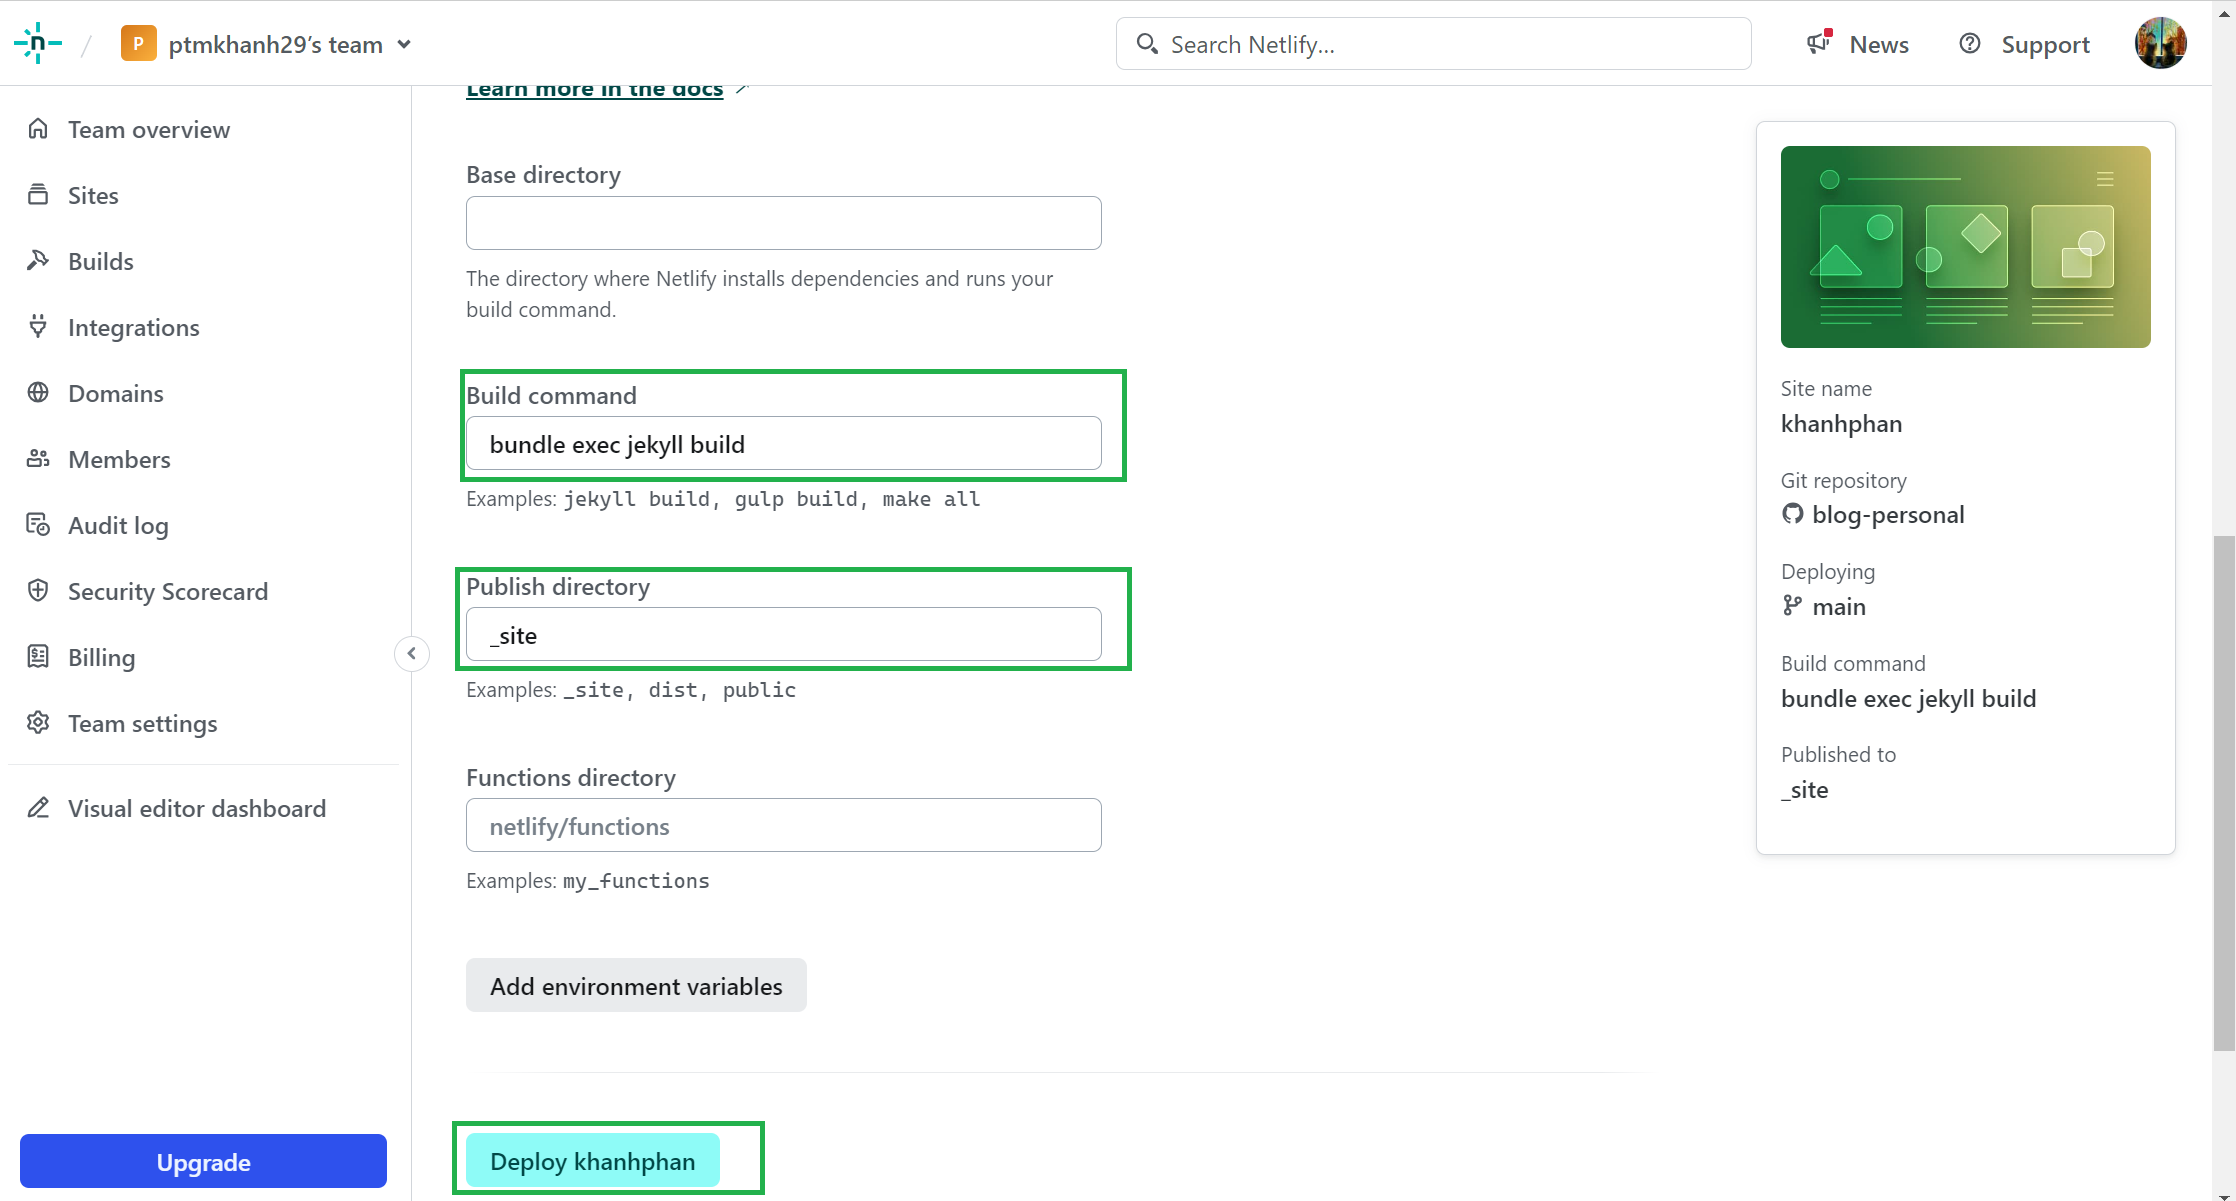 n
P
ptmkhanh29's team
Search Netlify...
News
Support
Team overview
Sites
Builds
Integrations
Domains
Members
Audit log
Security Scorecard
Billing
Team settings
Visual editor dashboard
Upgrade
Learn more in the docs
Base directory
The directory where Netlify installs dependencies and runs your
build command.
Build command
bundle exec jekyll build
Examples: jekyll build, gulp build, make all
Publish directory
_site
Examples: _site, dist, public
Functions directory
netlify/functions
Examples: my_functions
Add environment variables
Deploy khanhphan
Site name
khanhphan
Git repository
blog-personal
Deploying
main
Build command
bundle exec jekyll build
Published to
_site